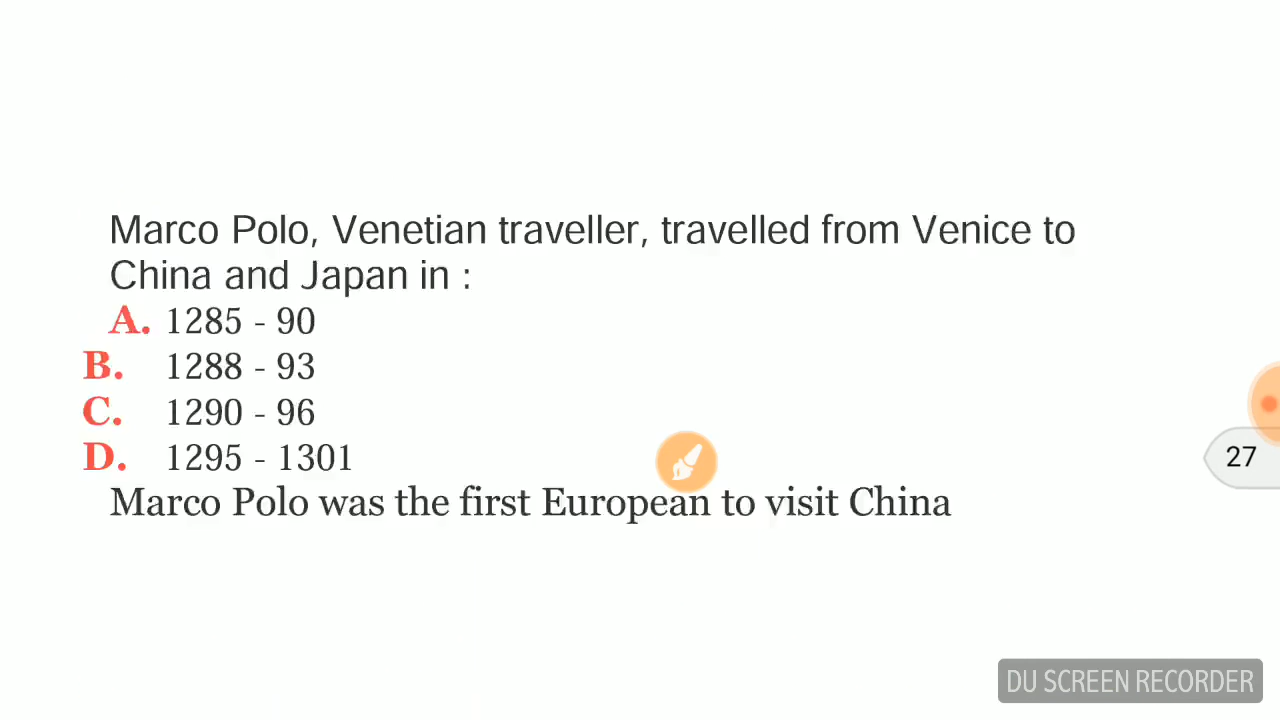 Marco Polo, Venetian traveller, travelled from Venice to
China and Japan in :
A. 1285 - 90
B. 1288 - 93
C. 1290 - 96
D. 1295 - 1301
27
Marco Polo was the first European to visit China
DU SCREEN RECORDER